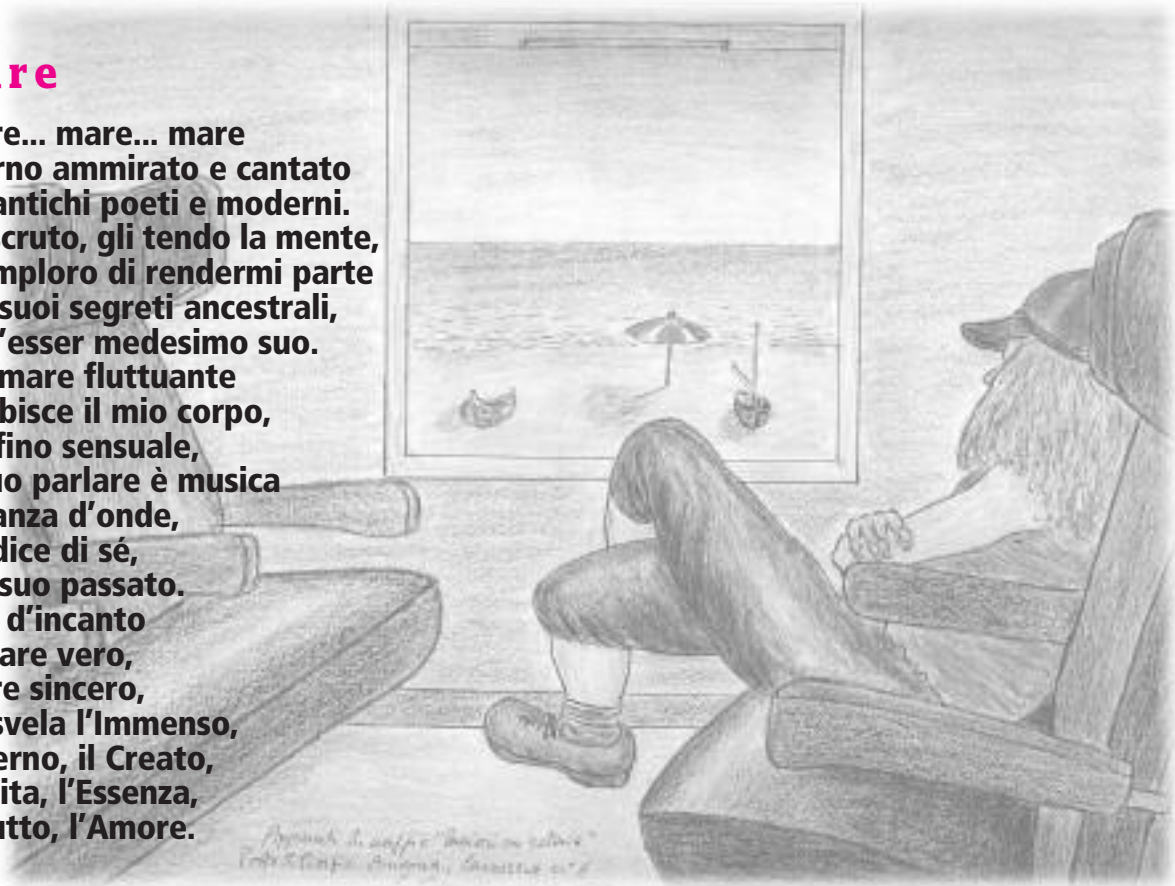 re
re... mare... mare
rno ammirato e cantato
antichi poeti e moderni.
cruto, gli tendo la mente,
mploro di rendermi parte
suoi segreti ancestrali,
'esser medesimo suo.
mare fluttuante
bisce il mio corpo,
fino sensuale,
uo parlare è musica
anza d'onde,
dice di sé,
suo passato.
d'incanto
are vero,
re sincero,
svela l'Immenso,
erno, il Creato,
ita, l'Essenza,
utto, l'Amore.